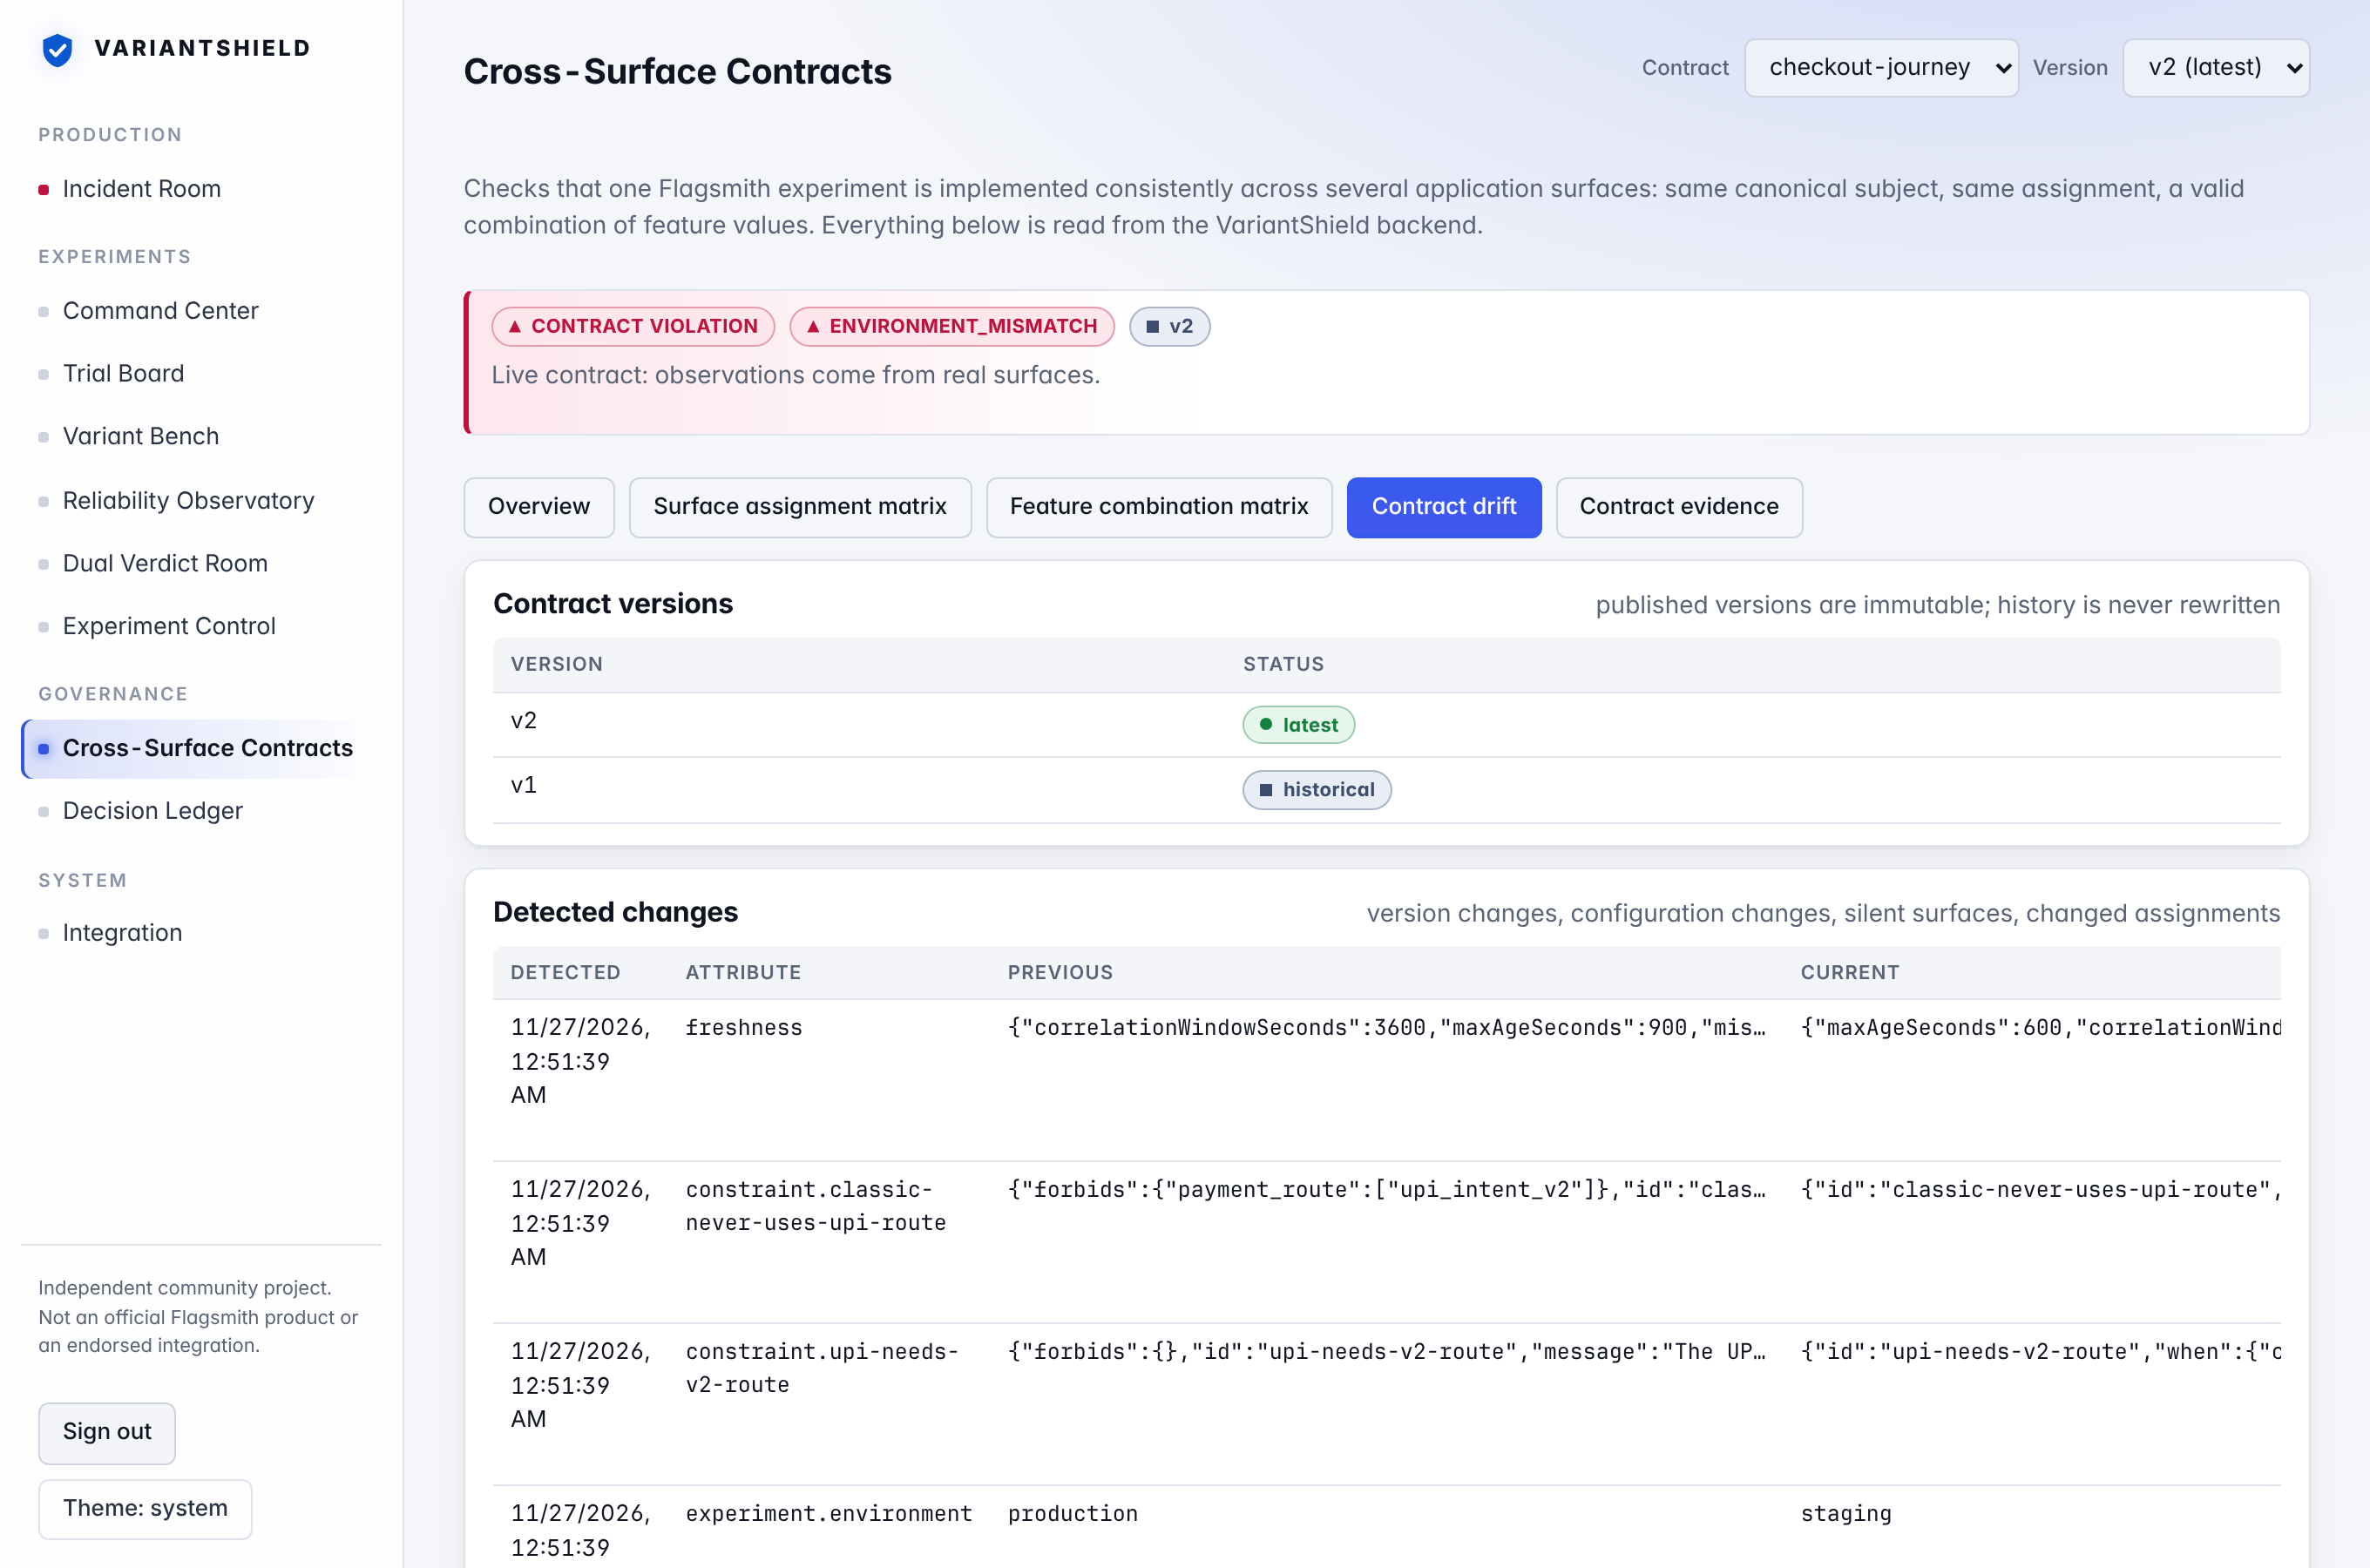 VARIANTSHIELD
PRODUCTION
Incident Room
EXPERIMENTS
Command Center
Trial Board
Variant Bench
Reliability Observatory
Dual Verdict Room
Experiment Control
GOVERNANCE
Cross-Surface Contracts
Decision Ledger
SYSTEM
Integration
Independent community project.
Not an official Flagsmith product or
an endorsed integration.
Sign out
Theme: system
Cross-Surface Contracts
Contract checkout-journey Version v2 (latest)
Checks that one Flagsmith experiment is implemented consistently across several application surfaces: same canonical subject, same assignment, a valid
combination of feature values. Everything below is read from the VariantShield backend.
▲ CONTRACT VIOLATION ▲ ENVIRONMENT_MISMATCH ■ v2
Live contract: observations come from real surfaces.
Overview Surface assignment matrix Feature combination matrix Contract drift Contract evidence
Contract versions published versions are immutable; history is never rewritten
VERSION STATUS
v2 ● latest
v1 ■ historical
Detected changes version changes, configuration changes, silent surfaces, changed assignments
DETECTED ATTRIBUTE PREVIOUS CURRENT
11/27/2026, freshness {"correlationWindowSeconds":3600,"maxAgeSeconds":900,"mis… {"maxAgeSeconds":600,"correlationWind
12:51:39
AM
11/27/2026, constraint.classic- {"forbids":{"payment_route":["upi_intent_v2"]},"id":"clas… {"id":"classic-never-uses-upi-route",
12:51:39 never-uses-upi-route
AM
11/27/2026, constraint.upi-needs- {"forbids":{},"id":"upi-needs-v2-route","message":"The UP… {"id":"upi-needs-v2-route","when":{"c
12:51:39 v2-route
AM
11/27/2026, experiment.environment production staging
12:51:39